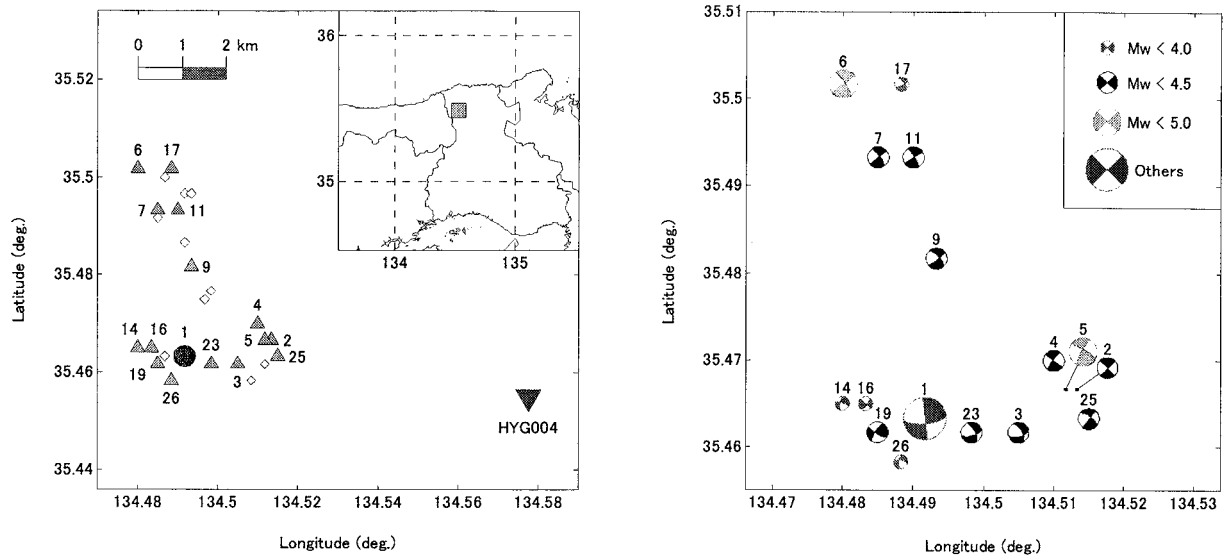 0 1 2 km
36
35.52
6 17
35
35.5
7 11
134 135
9
35.48
4
14 16 1
23 5 2
25
19 3
35.46
26
HYG004
35.44
134.48 134.5 134.52 134.54 134.56 134.58
Latitude (deg.)
Longitude (deg.)
35.51
Mw < 4.0
6 17
Mw < 4.5
35.5
Mw < 5.0
7 11
Others
35.49
9
35.48
5
4 2
35.47
14 16 1
19 23 3 25
35.46
26
134.47 134.48 134.49 134.5 134.51 134.52 134.53
Latitude (deg.)
Longitude (deg.)